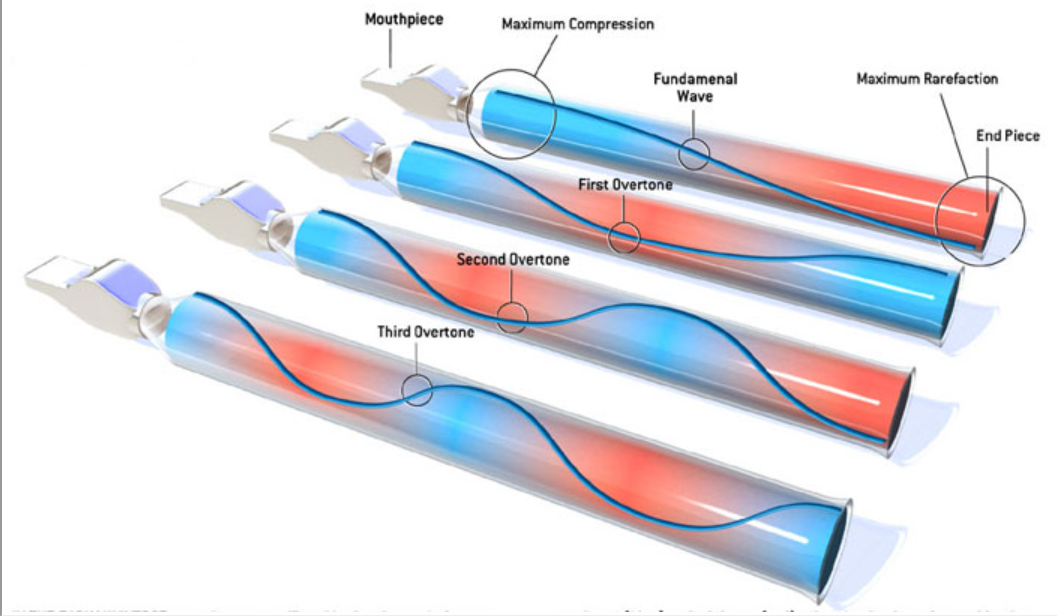 Mouthpiece
Maximum Compression
Fundamenal
Wave
Maximum Rarefaction
End Piece
First Overtone
Second Overtone
Third Overtone